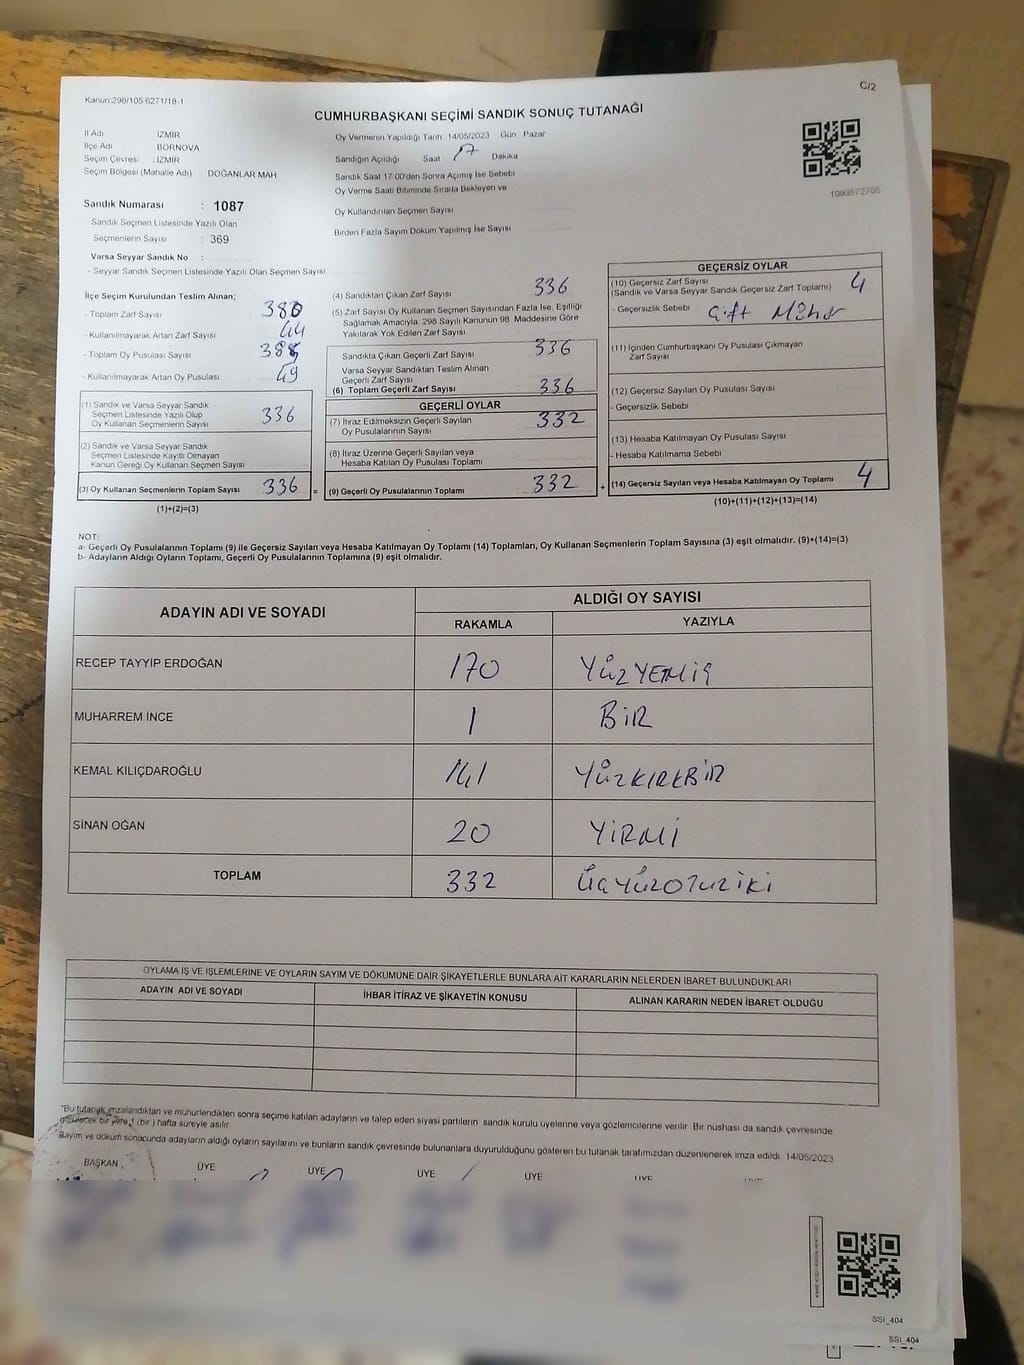 Kanun.298/105 6271/18-1
C/2
CUMHURBAŞKANI SEÇİMİ SANDIK SONUÇ TUTANAĞI
İl Adı İZMİR
İlçe Adı BORNOVA
Seçim Çevresi : İZMİR
Seçim Bölgesi (Mahalle Adı) DOĞANLAR MAH
Sandık Numarası : 1087
Sandık Seçmen Listesinde Yazılı Olan
Seçmenlerin Sayısı : 369
Varsa Seyyar Sandık No :
- Seyyar Sandık Seçmen Listesinde Yazılı Olan Seçmen Sayısı
Oy Vermenin Yapıldığı Tarih 14/05/2023 Gün Pazar
Sandığın Açıldığı Saat 17 Dakika
Sandık Saat 17:00'den Sonra Açılmış İse Sebebi
Oy Verme Saati Bitiminde Sırada Bekleyen ve
Oy Kullandırılan Seçmen Sayısı
Birden Fazla Sayım Döküm Yapılmış İse Sayısı
1093572705
İlçe Seçim Kurulundan Teslim Alınan;
- Toplam Zarf Sayısı 380
- Kullanılmayarak Artan Zarf Sayısı 44
- Toplam Oy Pusulası Sayısı 385
- Kullanılmayarak Artan Oy Pusulası 49
(1) Sandık ve Varsa Seyyar Sandık
Seçmen Listesinde Yazılı Olup
Oy Kullanan Seçmenlerin Sayısı 336
(2) Sandık ve Varsa Seyyar Sandık
Seçmen Listesinde Kayıtlı Olmayan
Kanun Gereği Oy Kullanan Seçmen Sayısı
(3) Oy Kullanan Seçmenlerin Toplam Sayısı 336 =
(1)+(2)=(3)
(4) Sandıktan Çıkan Zarf Sayısı 336
(5) Zarf Sayısı Oy Kullanan Seçmen Sayısından Fazla İse, Eşitliği
Sağlamak Amacıyla, 298 Sayılı Kanunun 98. Maddesine Göre
Yakılarak Yok Edilen Zarf Sayısı
Sandıkta Çıkan Geçerli Zarf Sayısı 336
Varsa Seyyar Sandıktan Teslim Alınan
Geçerli Zarf Sayısı
(6) Toplam Geçerli Zarf Sayısı 336
GEÇERLİ OYLAR
(7) İtiraz Edilmeksizin Geçerli Sayılan
Oy Pusulalarının Sayısı 332
(8) İtiraz Üzerine Geçerli Sayılan veya
Hesaba Katılan Oy Pusulası Toplamı
(9) Geçerli Oy Pusulalarının Toplamı 332 +
GEÇERSİZ OYLAR
(10) Geçersiz Zarf Sayısı
(Sandık ve Varsa Seyyar Sandık Geçersiz Zarf Toplamı) 4
- Geçersizlik Sebebi Çift Mühür
(11) İçinden Cumhurbaşkanı Oy Pusulası Çıkmayan
Zarf Sayısı
(12) Geçersiz Sayılan Oy Pusulası Sayısı
- Geçersizlik Sebebi
(13) Hesaba Katılmayan Oy Pusulası Sayısı
- Hesaba Katılmama Sebebi
(14) Geçersiz Sayılan veya Hesaba Katılmayan Oy Toplamı 4
(10)+(11)+(12)+(13)=(14)
NOT:
a- Geçerli Oy Pusulalarının Toplamı (9) ile Geçersiz Sayılan veya Hesaba Katılmayan Oy Toplamı (14) Toplamları, Oy Kullanan Seçmenlerin Toplam Sayısına (3) eşit olmalıdır. (9)+(14)=(3)
b- Adayların Aldığı Oyların Toplamı, Geçerli Oy Pusulalarının Toplamına (9) eşit olmalıdır.
ADAYIN ADI VE SOYADI ALDIĞI OY SAYISI
RAKAMLA YAZIYLA
RECEP TAYYİP ERDOĞAN 170 YÜZYETMİŞ
MUHARREM İNCE 1 BİR
KEMAL KILIÇDAROĞLU 141 YÜZKIRKBİR
SİNAN OĞAN 20 YİRMİ
TOPLAM 332 ÜÇYÜZOTUZİKİ
OYLAMA İŞ VE İŞLEMLERİNE VE OYLARIN SAYIM VE DÖKÜMÜNE DAİR ŞİKAYETLERLE BUNLARA AİT KARARLARIN NELERDEN İBARET BULUNDUKLARI
ADAYIN ADI VE SOYADI İHBAR İTİRAZ VE ŞİKAYETİN KONUSU ALINAN KARARIN NEDEN İBARET OLDUĞU
*Bu tutanak imzalandıktan ve mühürlendikten sonra seçime katılan adayların ve talep eden siyasi partilerin sandık kurulu üyelerine veya gözlemcilerine verilir. Bir nüshası da sandık çevresinde
görülecek bir yere 1 (bir) hafta süreyle asılır.
Sayım ve döküm sonucunda adayların aldığı oyların sayılarını ve bunların sandık çevresinde bulunanlara duyurulduğunu gösteren bu tutanak tarafımızdan düzenlenerek imza edildi. 14/05/2023
BAŞKAN ÜYE ÜYE ÜYE ÜYE ÜYE
SSI_404
SSI_404